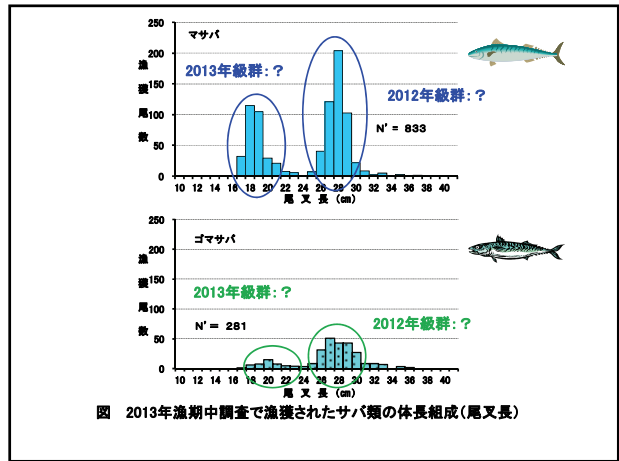 マサバ
漁獲尾数
250
200
150
100
50
0
2013年級群:?
2012年級群:?
N' = 833
10 12 14 16 18 20 22 24 26 28 30 32 34 36 38 40
尾 叉 長 (cm)
ゴマサバ
漁獲尾数
250
200
150
100
50
0
2013年級群:?
2012年級群:?
N' = 281
10 12 14 16 18 20 22 24 26 28 30 32 34 36 38 40
尾 叉 長 (cm)
図 2013年漁期中調査で漁獲されたサバ類の体長組成(尾叉長)